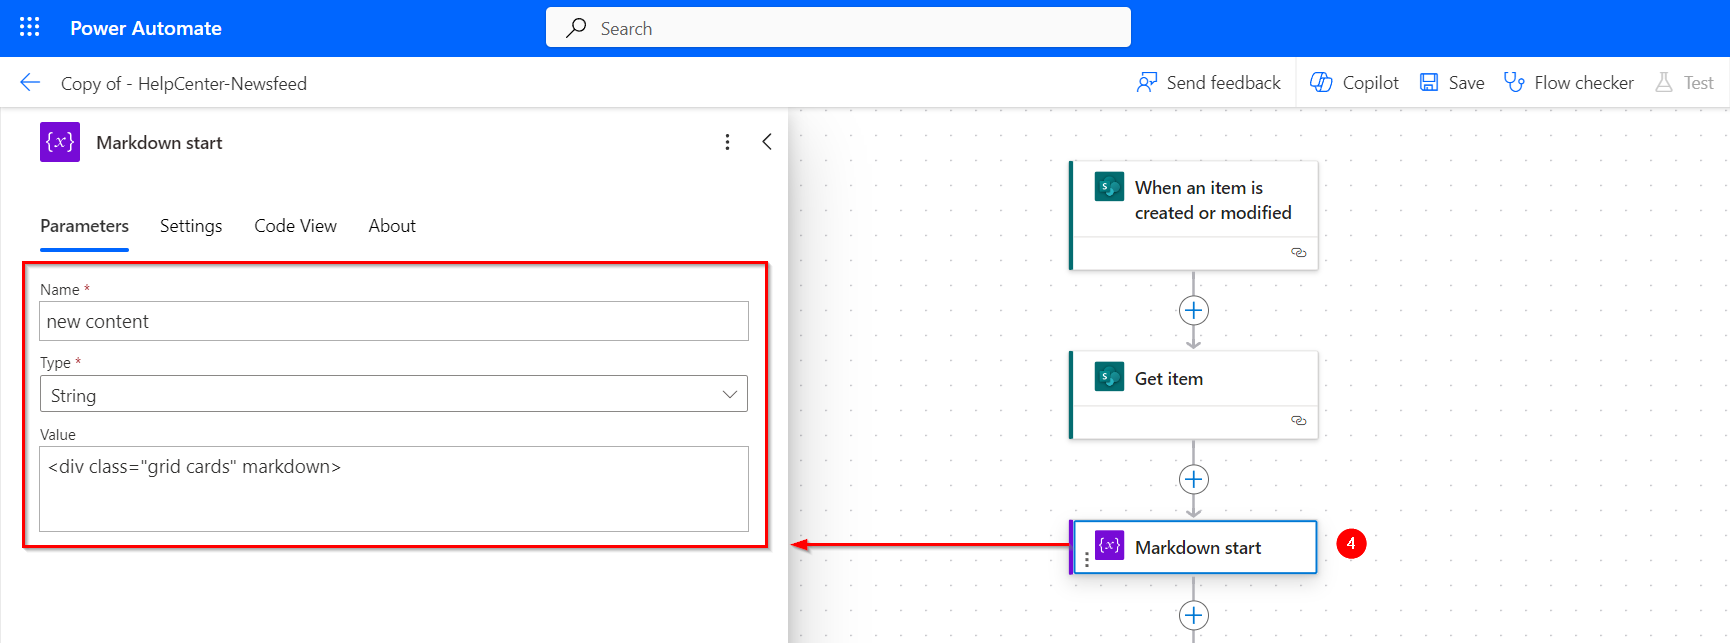 Power Automate
Search
Copy of - HelpCenter-Newsfeed
Send feedback
Copilot
Save
Flow checker
Test
{x}
Markdown start
Parameters
Settings
Code View
About
Name *
new content
Type *
String
Value
<div class="grid cards" markdown>
S
When an item is
created or modified
S
Get item
{x}
Markdown start
4